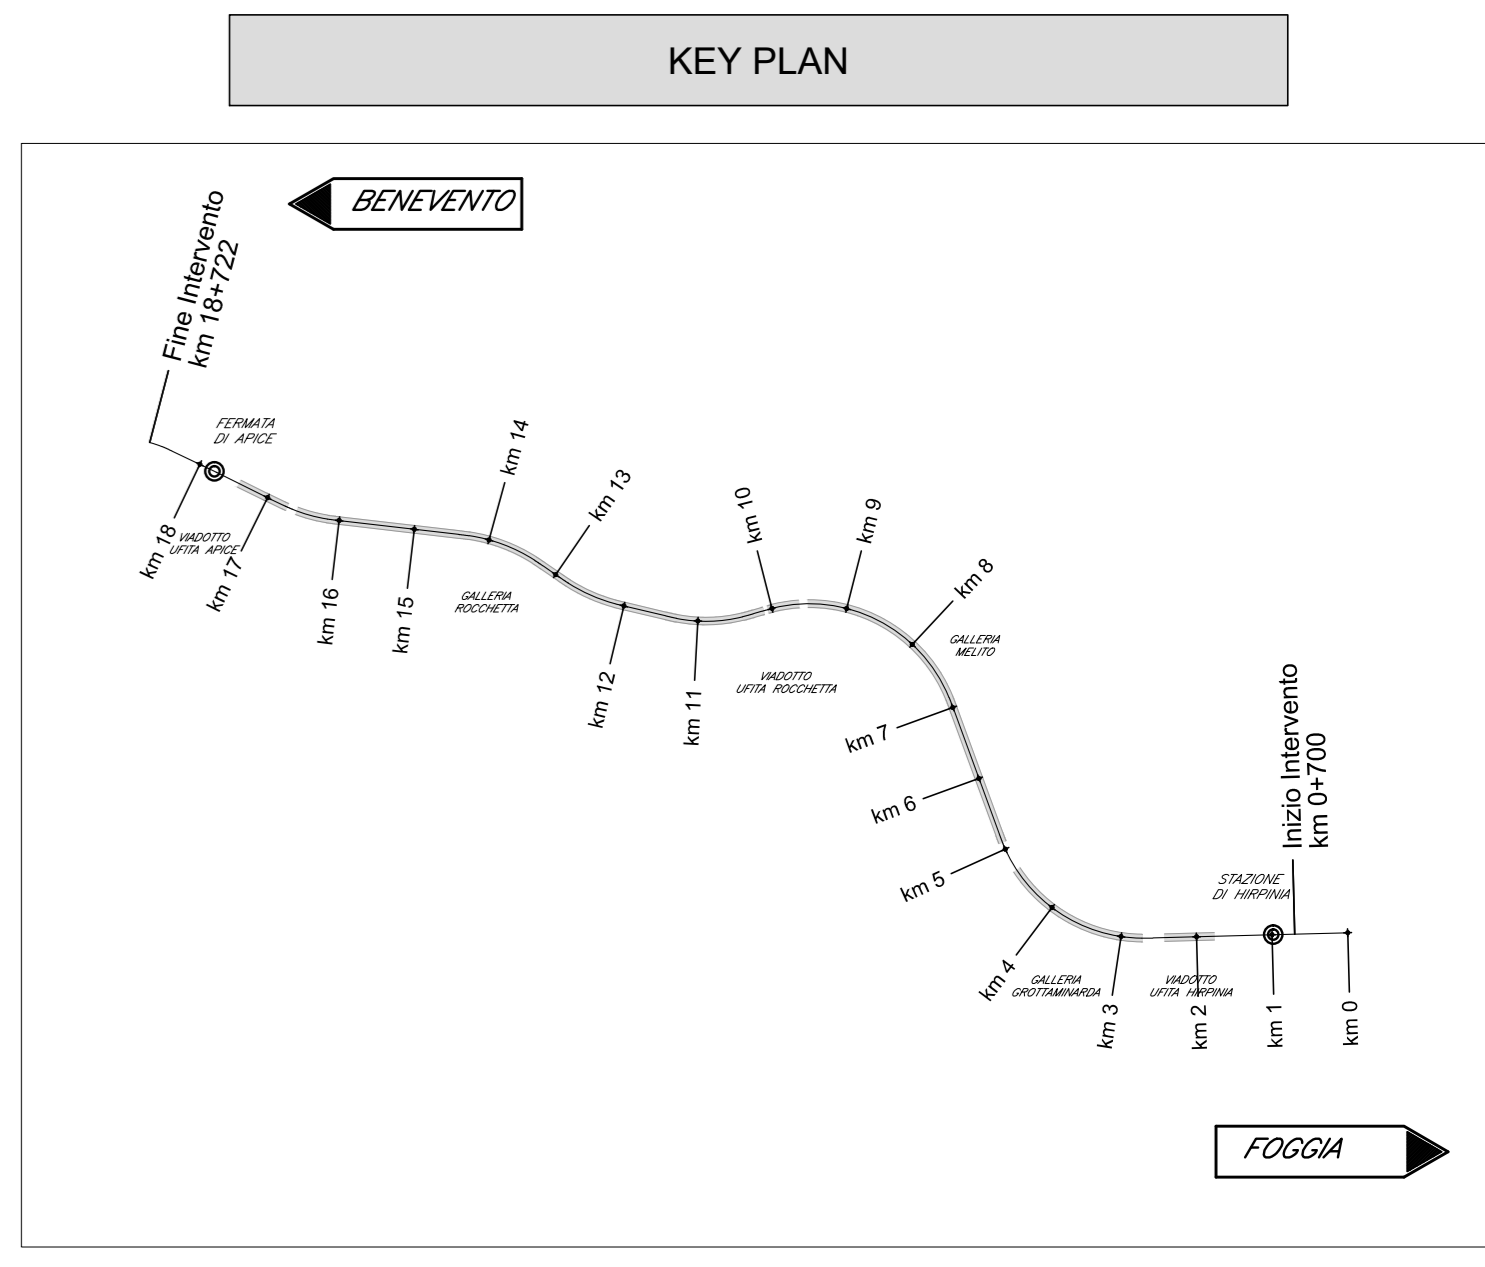 KEY PLAN
BENEVENTO
Fine Intervento
km 18+722
FERMATA
DI APICE
km 18
VIADOTTO
UFITA APICE
km 17
km 16
km 15
GALLERIA
ROCCHETTA
km 14
km 13
km 12
km 11
km 10
VIADOTTO
UFITA ROCCHETTA
km 9
km 8
GALLERIA
MELITO
km 7
km 6
km 5
km 4
GALLERIA
GROTTAMINARDA
km 3
VIADOTTO
UFITA HIRPINIA
km 2
STAZIONE
DI HIRPINIA
Inizio Intervento
km 0+700
km 1
km 0
FOGGIA